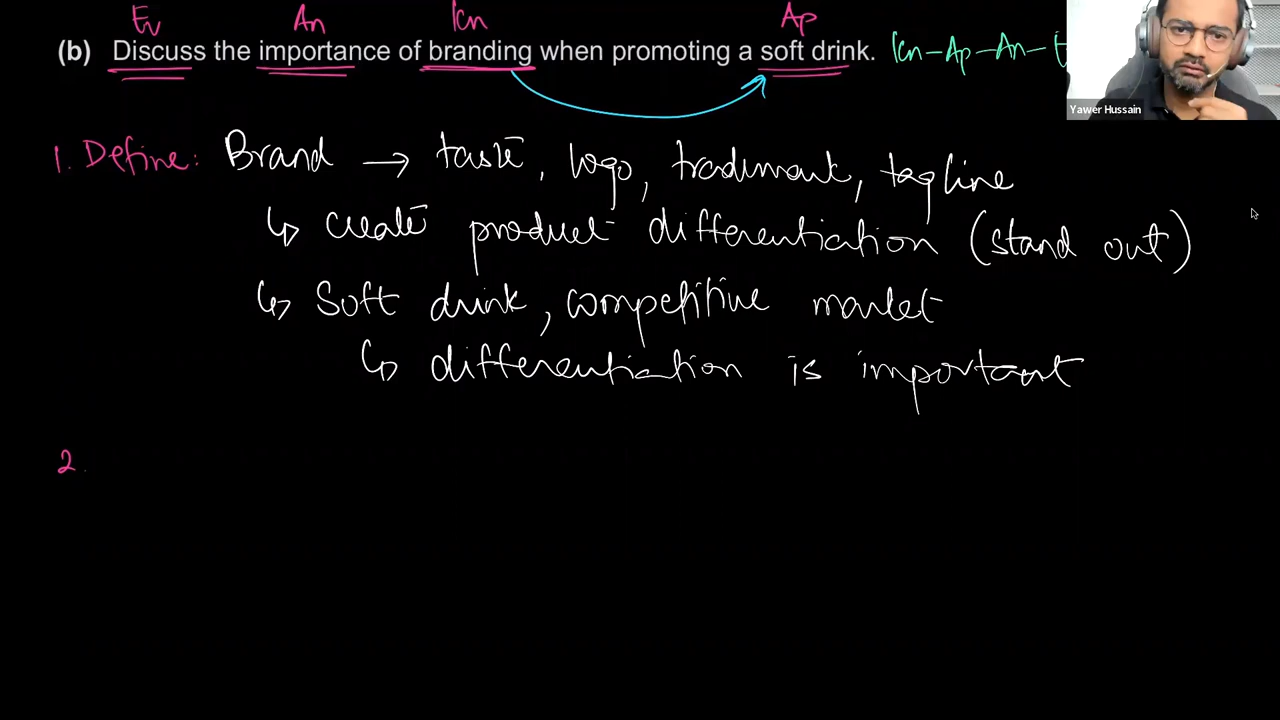 Ev An Kn Ap
(b) Discuss the importance of branding when promoting a soft drink. Kn-Ap-An-E
Yawer Hussain
1. Define: Brand → taste, logo, trademark, tagline
↳ create product differentiation (stand out)
↳ Soft drink, competitive market
↳ differentiation is important
2.